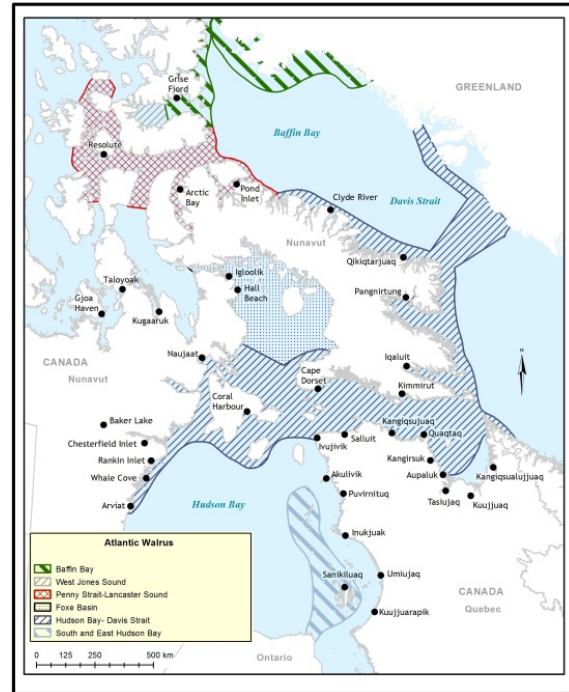 GREENLAND
Grise
Fiord
Baffin Bay
Resolute
Arctic
Bay
Pond
Inlet
Clyde River
Davis Strait
Nunavut
Igloolik
Hall
Beach
Qikiqtarjuaq
Taloyoak
Pangnirtung
Gjoa
Haven
Kugaaruk
N
Naujaat
Iqaluit
CANADA
Nunavut
Cape
Dorset
Kimmirut
Coral
Harbour
Baker Lake
Kangiqsujuaq
Chesterfield Inlet
Salluit
Quaqtaq
Ivujivik
Rankin Inlet
Kangirsuk
Whale Cove
Akulivik
Aupaluk
Kangiqsualujjuaq
Puvirnituq
Tasiujaq
Kuujjuaq
Arviat
Hudson Bay
Inukjuak
Atlantic Walrus
Baffin Bay
West Jones Sound
Penny Strait-Lancaster Sound
Foxe Basin
Hudson Bay- Davis Strait
South and East Hudson Bay
Sanikiluaq
Umiujaq
CANADA
Quebec
Kuujjuarapik
Ontario
0 125 250 500 km